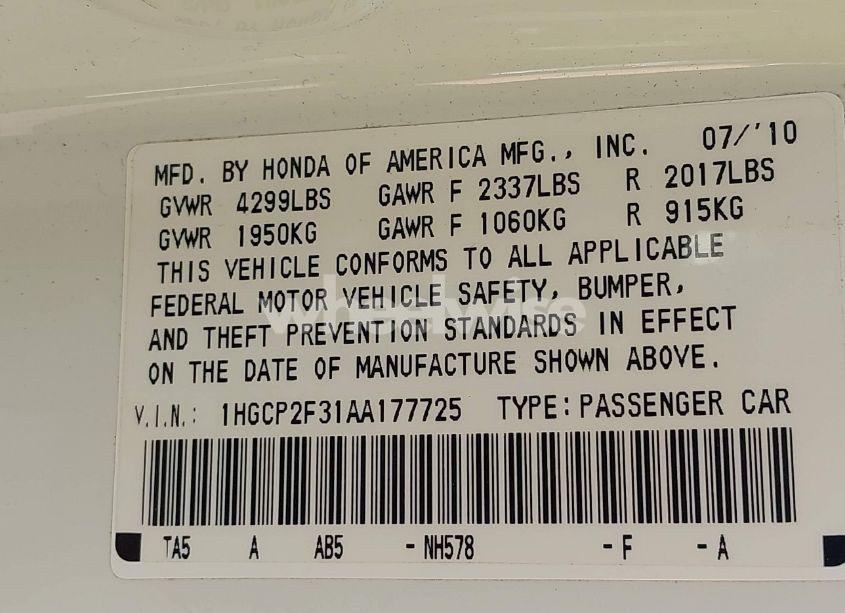 MFD. BY HONDA OF AMERICA MFG., INC. 07/'10
GVWR 4299LBS GAWR F 2337LBS R 2017LBS
GVWR 1950KG GAWR F 1060KG R 915KG
THIS VEHICLE CONFORMS TO ALL APPLICABLE
FEDERAL MOTOR VEHICLE SAFETY, BUMPER,
AND THEFT PREVENTION STANDARDS IN EFFECT
ON THE DATE OF MANUFACTURE SHOWN ABOVE.
V.I.N.: 1HGCP2F31AA177725 TYPE: PASSENGER CAR
TA5 A AB5 - NH578 - F - A
wheelwire